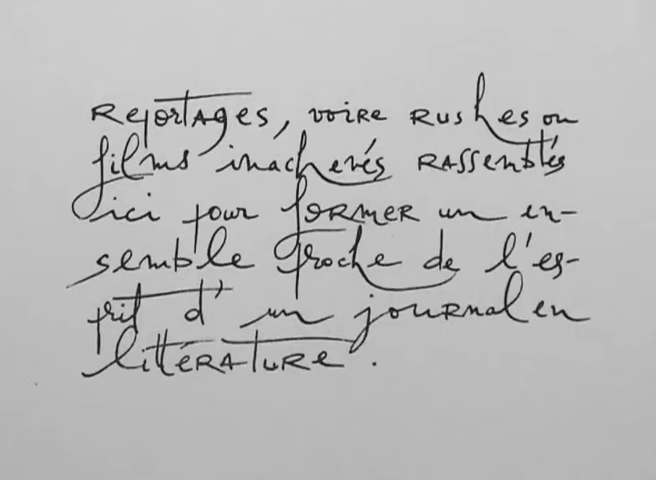 Reportages, voire rushes ou
films inachevés rassemblés
ici pour former un en-
semble proche de l'es-
prit d'un journal en
littérature.